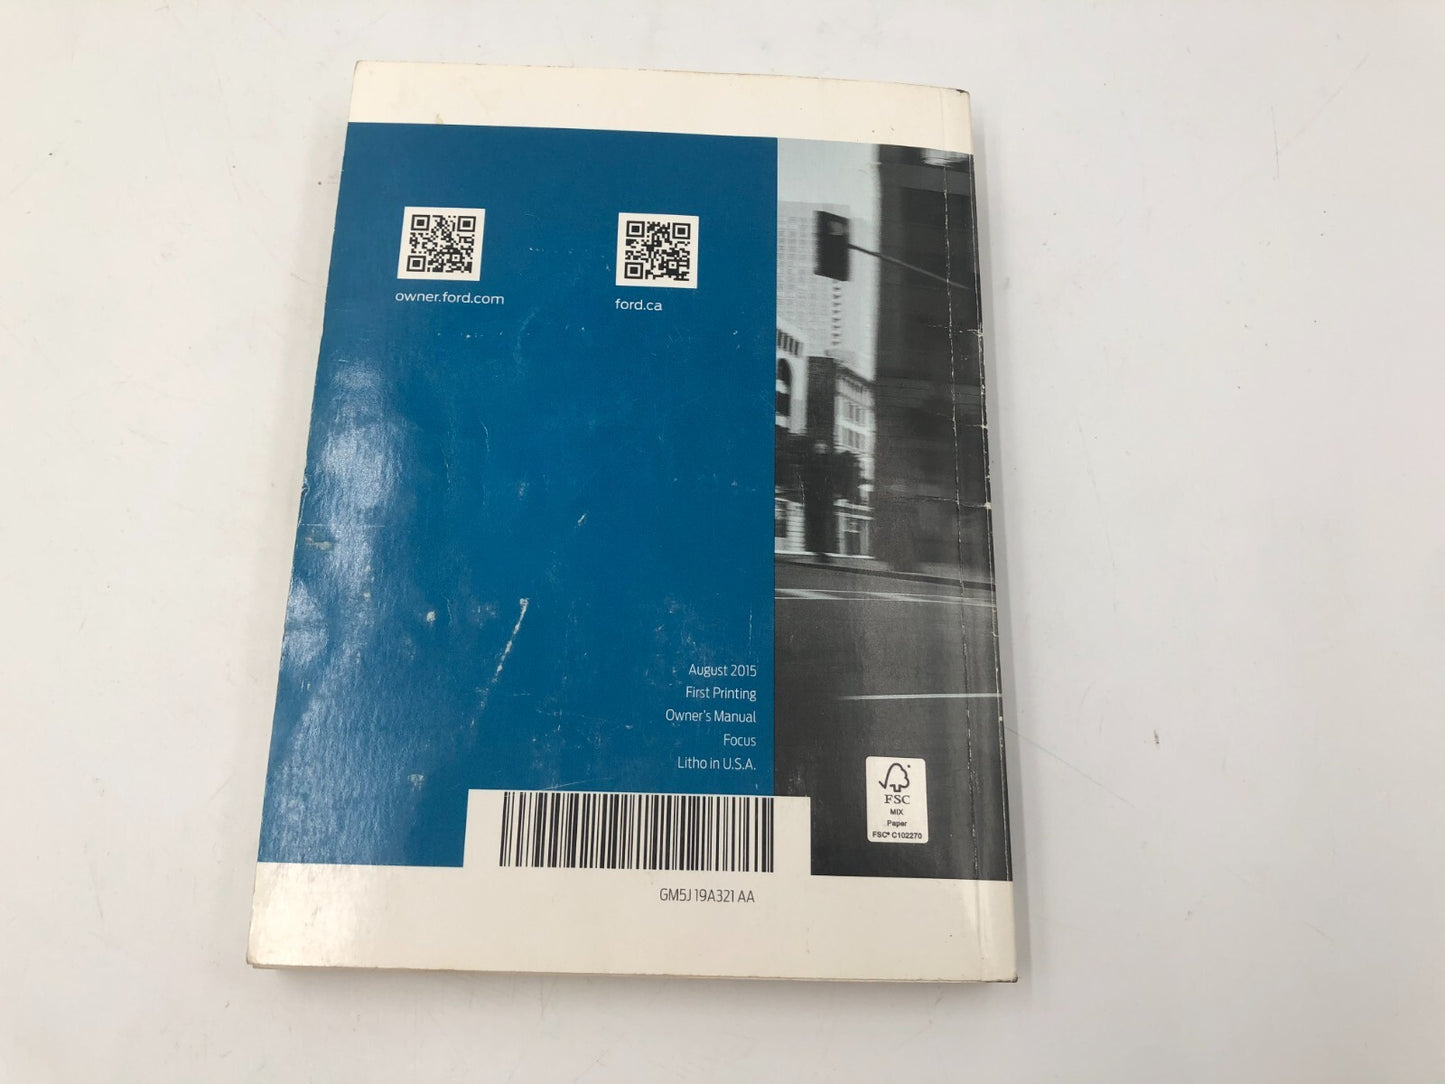 owner.ford.com
ford.ca
August 2015
First Printing
Owner's Manual
Focus
Litho in U.S.A.
FSC
MIX
Paper
FSC® C102270
GM5J 19A321 AA